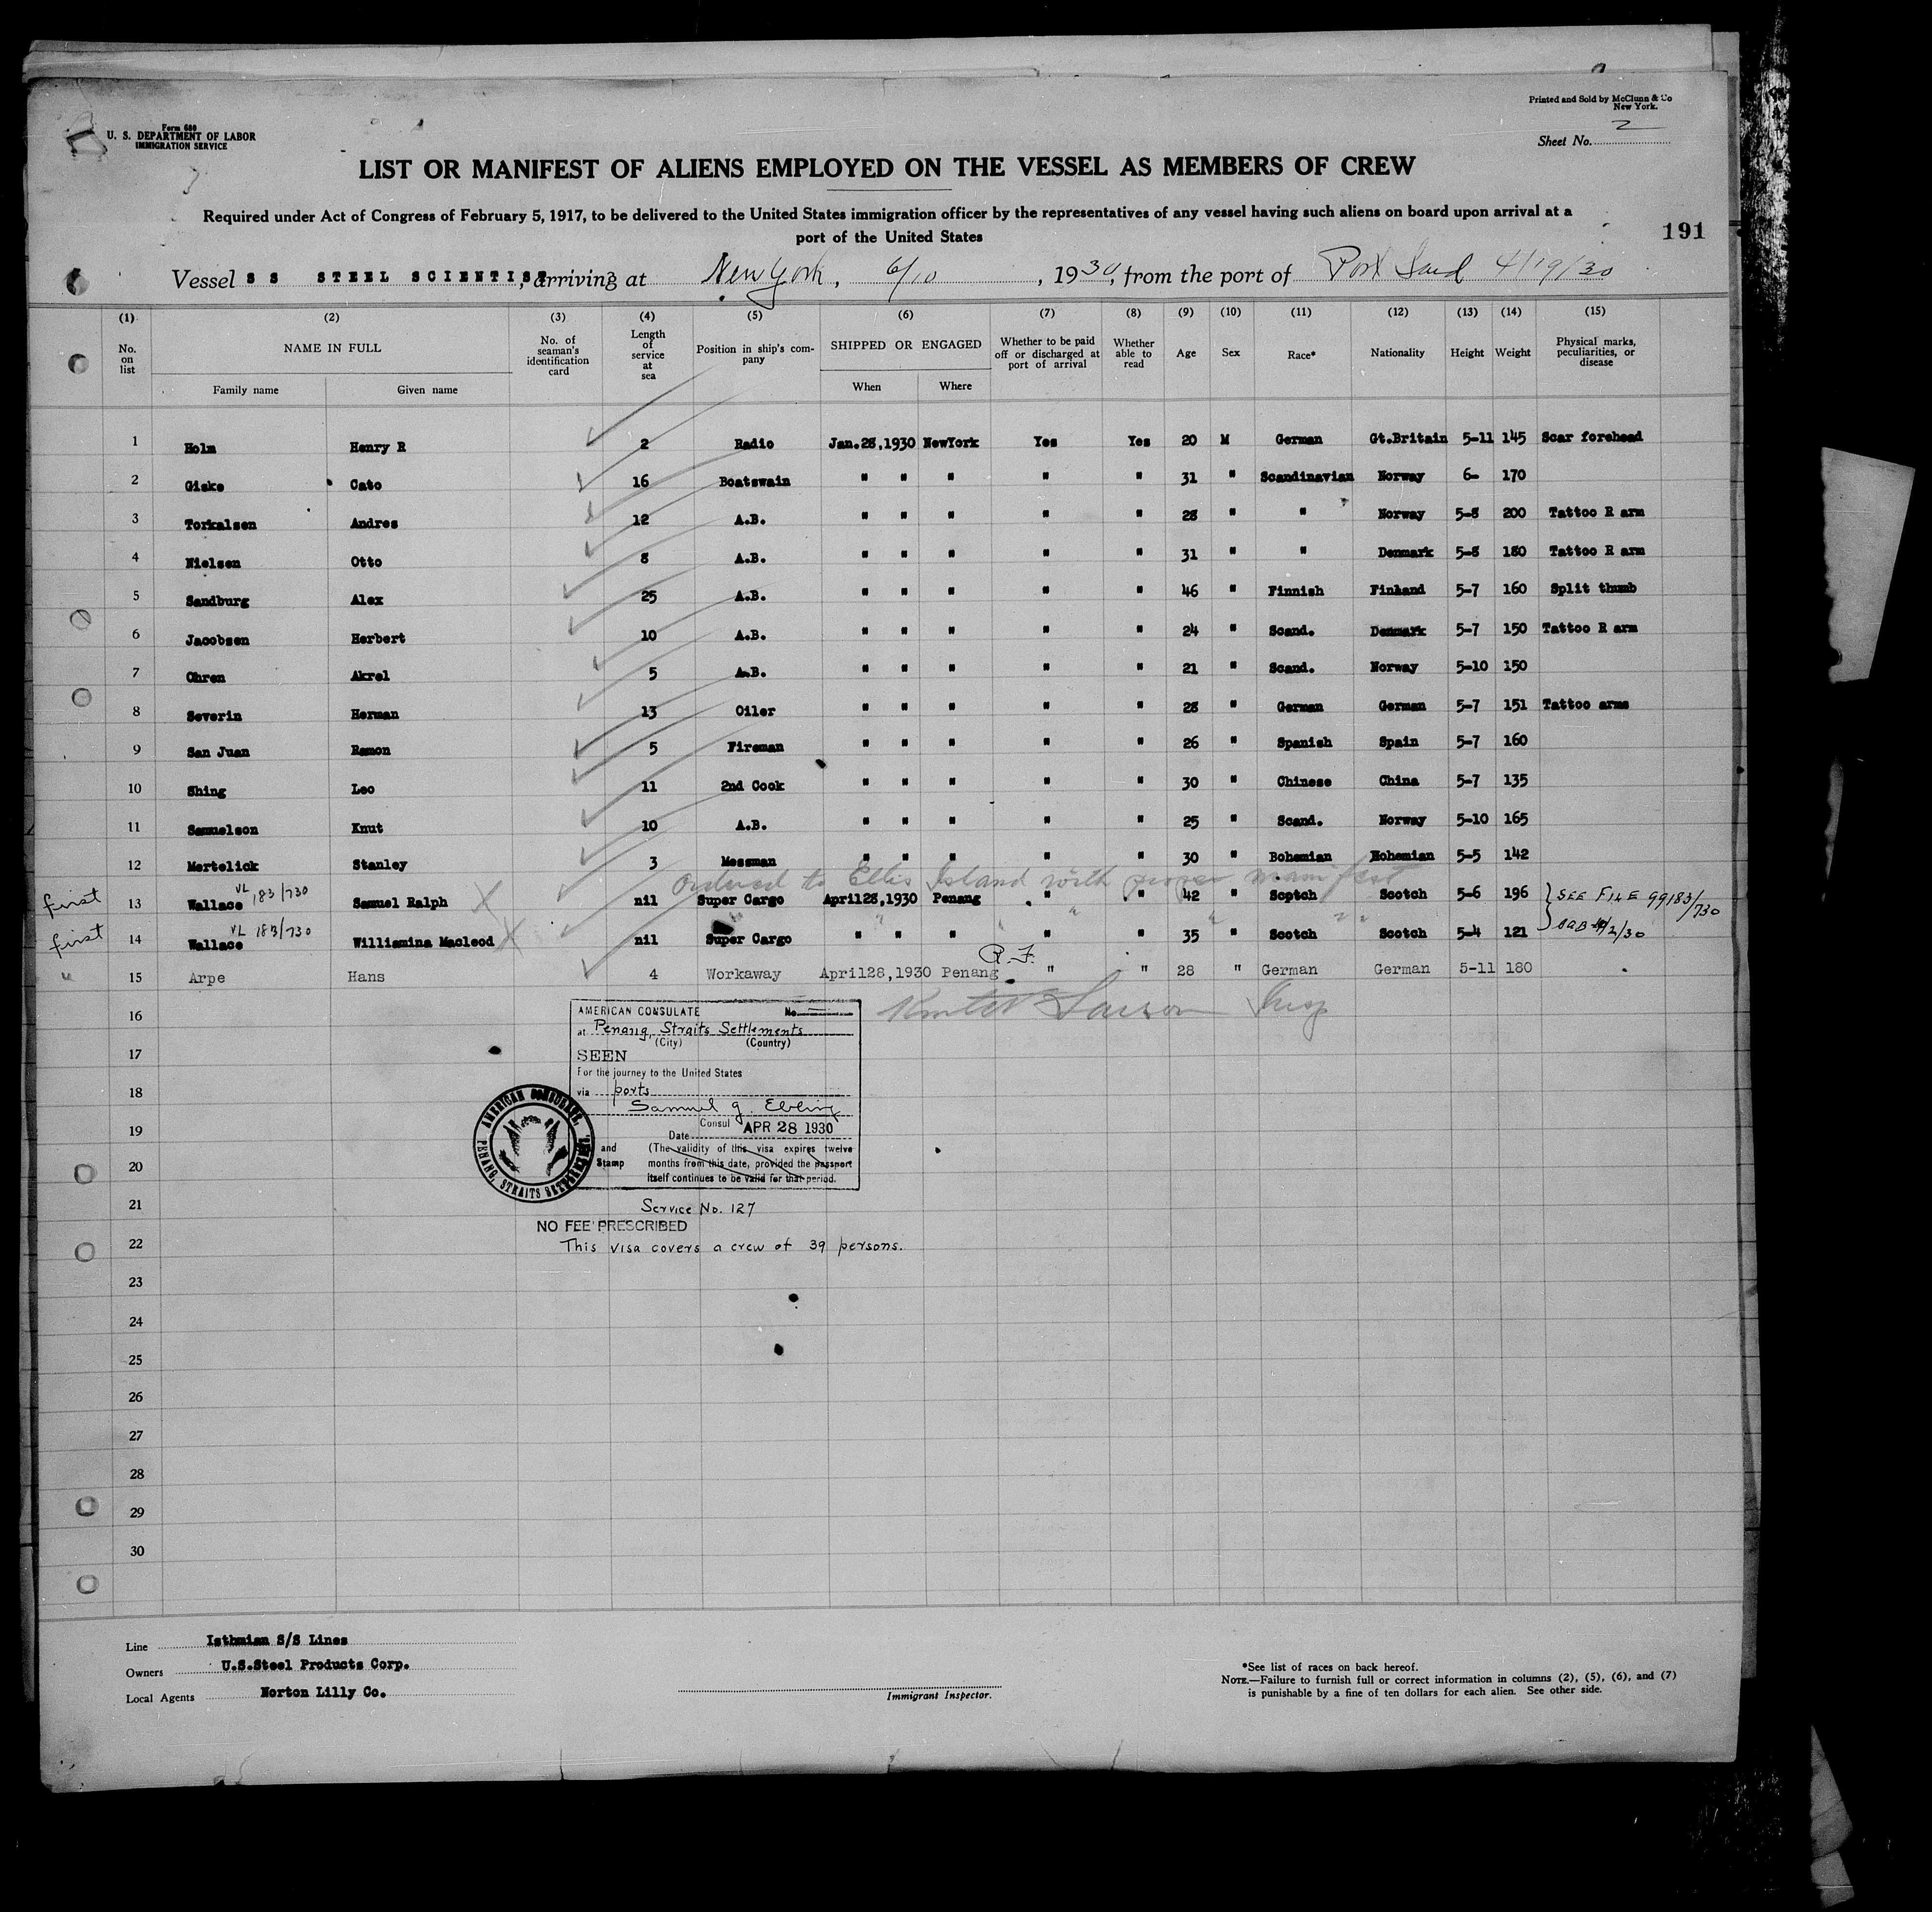 Form 680
U. S. DEPARTMENT OF LABOR
IMMIGRATION SERVICE
Printed and Sold by McClunn & Co
New York.
Sheet No. 2
LIST OR MANIFEST OF ALIENS EMPLOYED ON THE VESSEL AS MEMBERS OF CREW
Required under Act of Congress of February 5, 1917, to be delivered to the United States immigration officer by the representatives of any vessel having such aliens on board upon arrival at a
port of the United States
191
Vessel S S STEEL SCIENTIST, arriving at New York, 6/10, 1930, from the port of Port Said 4/19/30
(1) (2) (3) (4) (5) (6) (7) (8) (9) (10) (11) (12) (13) (14) (15)
No. on list NAME IN FULL No. of seaman's identification card Length of service at sea Position in ship's company SHIPPED OR ENGAGED Whether to be paid off or discharged at port of arrival Whether able to read Age Sex Race* Nationality Height Weight Physical marks, peculiarities, or disease
Family name Given name When Where
1 Holm Henry R 2 Radio Jan.28,1930 NewYork Yes Yes 20 M German Gt.Britain 5-11 145 Scar forehead
2 Giske Cato 16 Boatswain " " " " " 31 " Scandinavian Norway 6- 170
3 Torkalsen Andres 12 A.B. " " " " " 28 " " Norway 5-8 200 Tattoo R arm
4 Nielsen Otto 8 A.B. " " " " " 31 " " Denmark 5-8 180 Tattoo R arm
5 Sandburg Alex 25 A.B. " " " " " 46 " Finnish Finland 5-7 160 Split thumb
6 Jacobsen Herbert 10 A.B. " " " " " 24 " Scand. Denmark 5-7 150 Tattoo R arm
7 Ohren Akrel 5 A.B. " " " " " 21 " Scand. Norway 5-10 150
8 Severin Herman 13 Oiler " " " " " 28 " German German 5-7 151 Tattoo arms
9 San Juan Ramon 5 Fireman " " " " " 26 " Spanish Spain 5-7 160
10 Shing Leo 11 2nd Cook " " " " " 30 " Chinese China 5-7 135
11 Samuelson Knut 10 A.B. " " " " " 25 " Scand. Norway 5-10 165
12 Mertelick Stanley 3 Messman " " " " " 30 " Bohemian Bohemian 5-5 142
Ordered to Ellis Island with proper manifest
first 13 Wallace VL 183/730 Samuel Ralph X nil Super Cargo April28,1930 Penang " " 42 " Scotch Scotch 5-6 196 SEE FILE 99183/730
first 14 Wallace VL 183/730 Williamina Macleod X nil Super Cargo " " " " " 35 " Scotch Scotch 5-4 121
R.F.
" 15 Arpe Hans 4 Workaway April28,1930 Penang " " 28 " German German 5-11 180
16
17
18
19
20
21
22
23
24
25
26
27
28
29
30
AMERICAN CONSULATE No.
at Penang, Straits Settlements
(City) (Country)
SEEN
For the journey to the United States
via ports
Samuel G. Ebling
Consul
Date APR 28 1930
and Stamp
(The validity of this visa expires twelve
months from this date, provided the passport
itself continues to be valid for that period.
AMERICAN CONSULATE, PENANG, STRAITS SETTLEMENTS
Service No. 127
NO FEE PRESCRIBED
This visa covers a crew of 39 persons.
Line Isthmian S/S Lines
Owners U.S.Steel Products Corp.
Local Agents Norton Lilly Co.
Immigrant Inspector.
*See list of races on back hereof.
NOTE.—Failure to furnish full or correct information in columns (2), (5), (6), and (7)
is punishable by a fine of ten dollars for each alien. See other side.